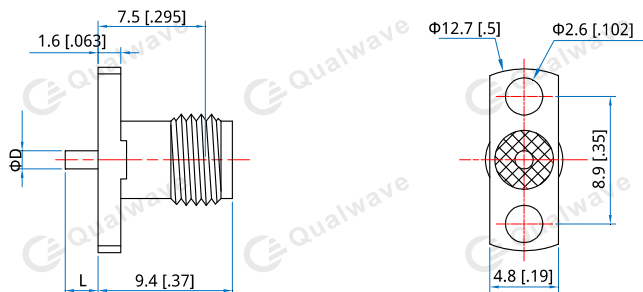 7.5 [.295]
1.6 [.063]
Φ12.7 [.5]
Φ2.6 [.102]
ΦD
8.9 [.35]
L
9.4 [.37]
4.8 [.19]
Qualwave
Qualwave
Qualwave
Qualwave
Qualwave
Qualwave